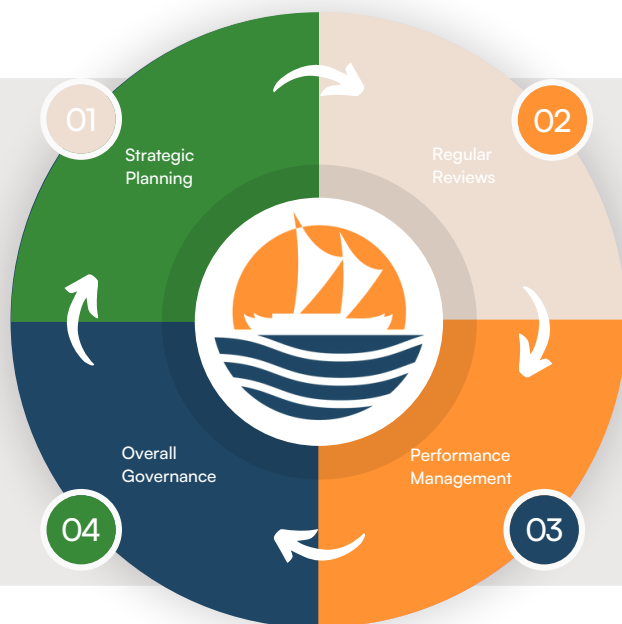 01
Strategic
Planning
02
Regular
Reviews
03
Performance
Management
04
Overall
Governance